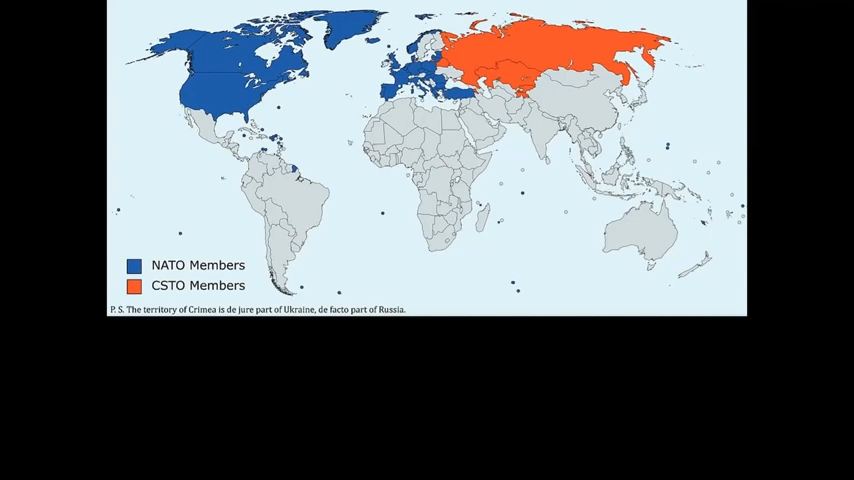 NATO Members
CSTO Members
P. S. The territory of Crimea is de jure part of Ukraine, de facto part of Russia.